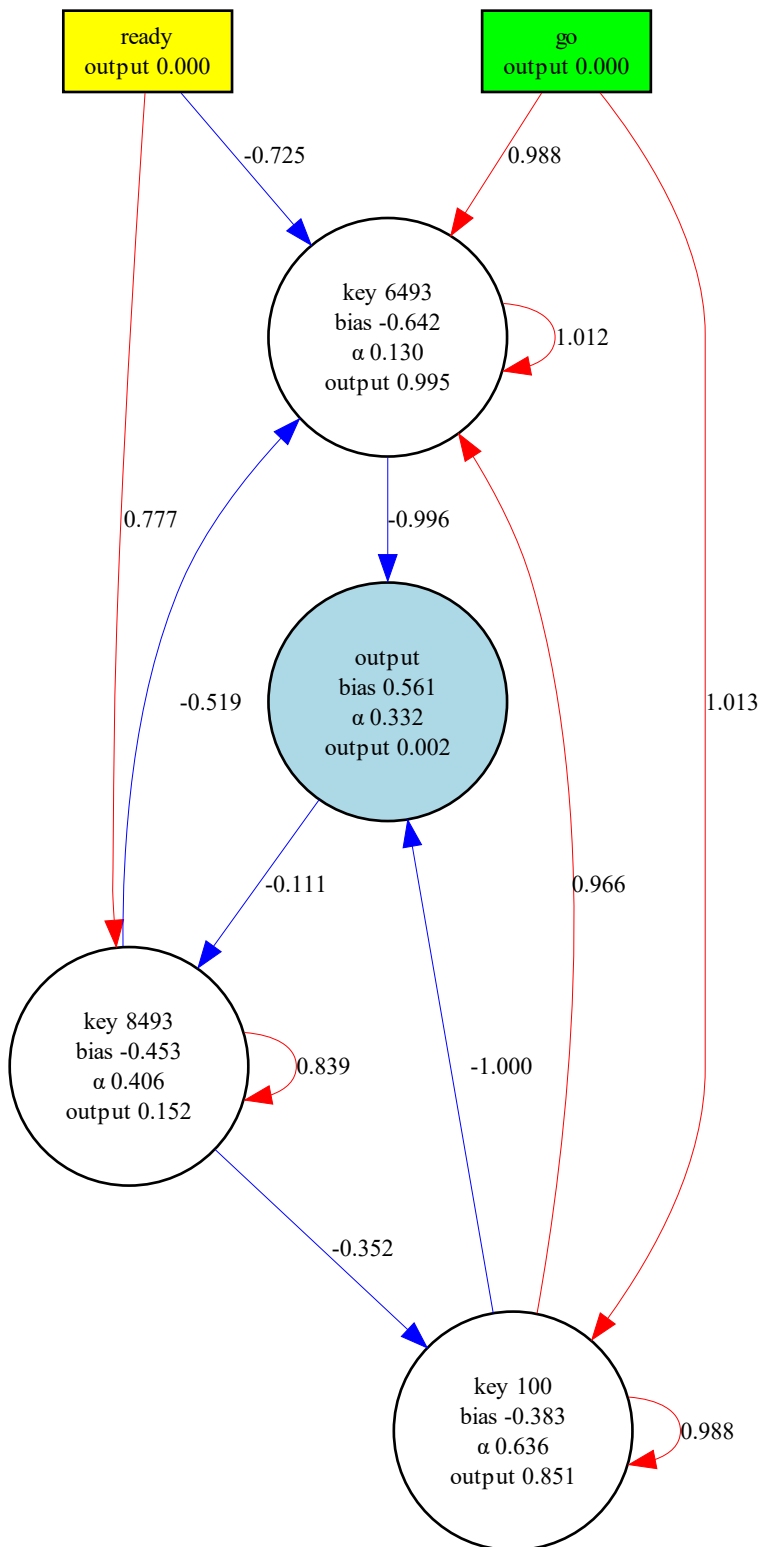 ready
output 0.000
go
output 0.000
-0.725
0.988
key 6493
bias -0.642
α 0.130
output 0.995
1.012
0.777
-0.996
output
bias 0.561
α 0.332
output 0.002
-0.519
1.013
-0.111
0.966
key 8493
bias -0.453
α 0.406
output 0.152
0.839
-1.000
-0.352
key 100
bias -0.383
α 0.636
output 0.851
0.988